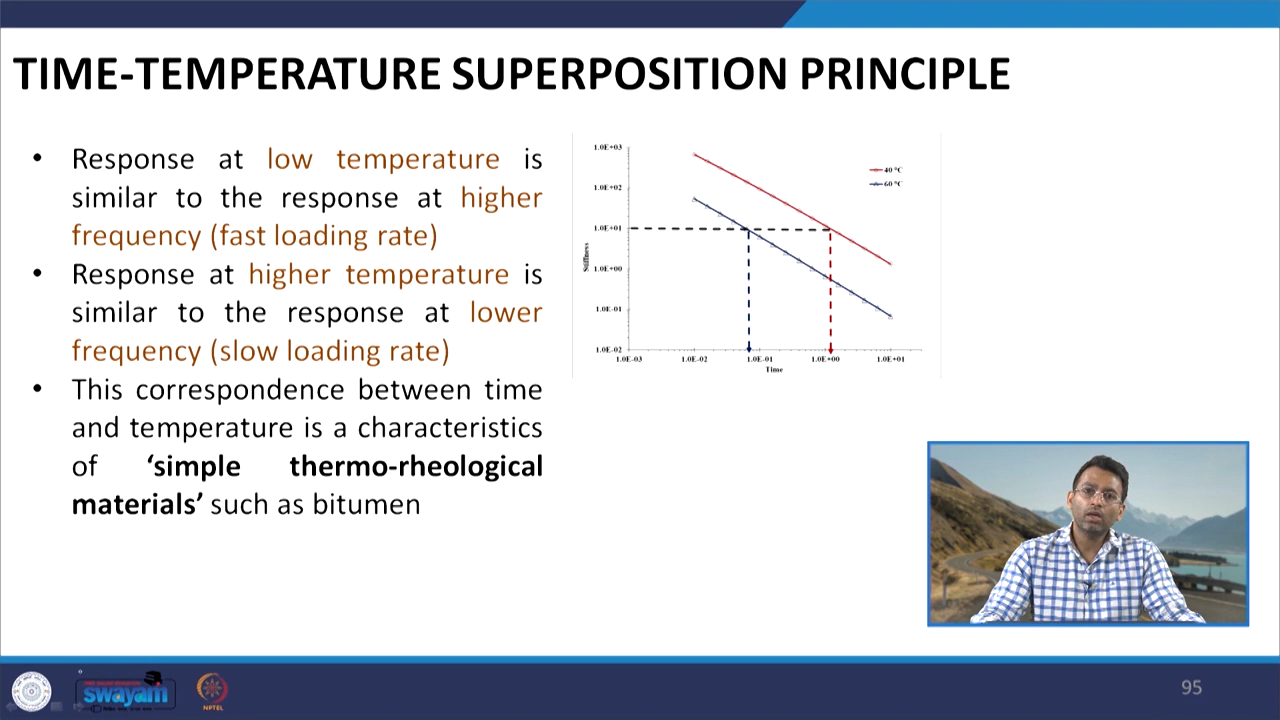 TIME-TEMPERATURE SUPERPOSITION PRINCIPLE
• Response at low temperature is
similar to the response at higher
frequency (fast loading rate)
• Response at higher temperature is
similar to the response at lower
frequency (slow loading rate)
• This correspondence between time
and temperature is a characteristics
of ‘simple thermo-rheological
materials’ such as bitumen
1.0E+03
1.0E+02
1.0E+01
1.0E+00
1.0E-01
1.0E-02
Stiffness
40 °C
60 °C
1.0E-03 1.0E-02 1.0E-01 1.0E+00 1.0E+01
Time
swayam
NPTEL
95